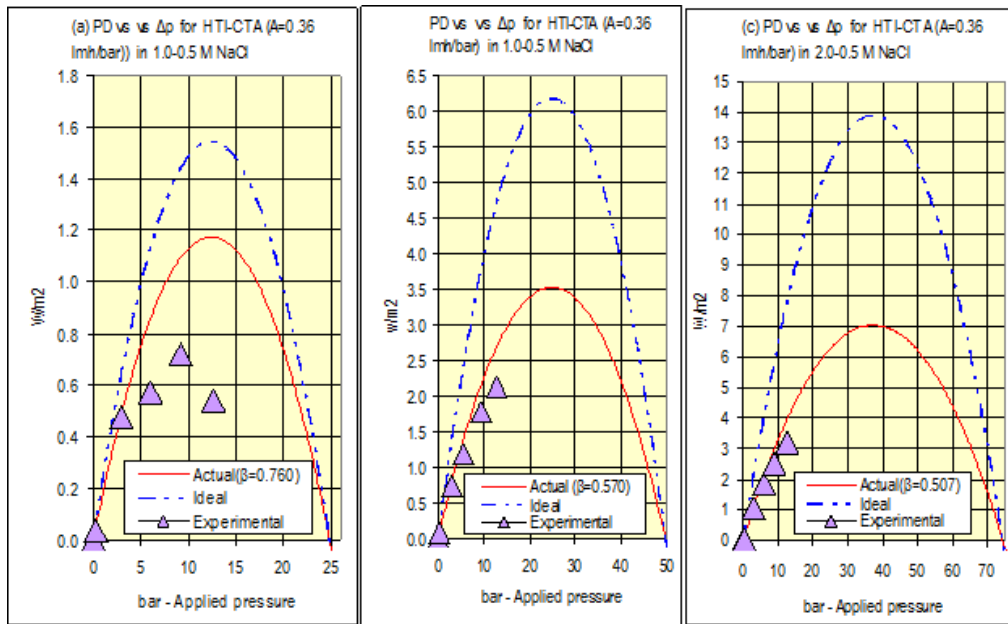 (a) PD vs vs Δp for HTI-CTA (A=0.36
lmh/bar)) in 1.0-0.5 M NaCl
1.8
1.6
1.4
1.2
1.0
0.8
0.6
0.4
0.2
0.0
w/m2
Actual(β=0.760)
Ideal
Experimental
0 5 10 15 20 25
bar - Applied pressure
PD vs vs Δp for HTI-CTA (A=0.36
lmh/bar) in 1.0-0.5 M NaCl
6.5
6.0
5.5
5.0
4.5
4.0
3.5
3.0
2.5
2.0
1.5
1.0
0.5
0.0
w/m2
Actual (β=0.570)
Ideal
Experimental
0 10 20 30 40 50
bar - Applied pressure
(c) PD vs vs Δp for HTI-CTA (A=0.36
lmh/bar) in 2.0-0.5 M NaCl
15
14
13
12
11
10
9
8
7
6
5
4
3
2
1
0
w/m2
Actual(β=0.507)
Ideal
Experimental
0 10 20 30 40 50 60 70
bar - Applied pressure